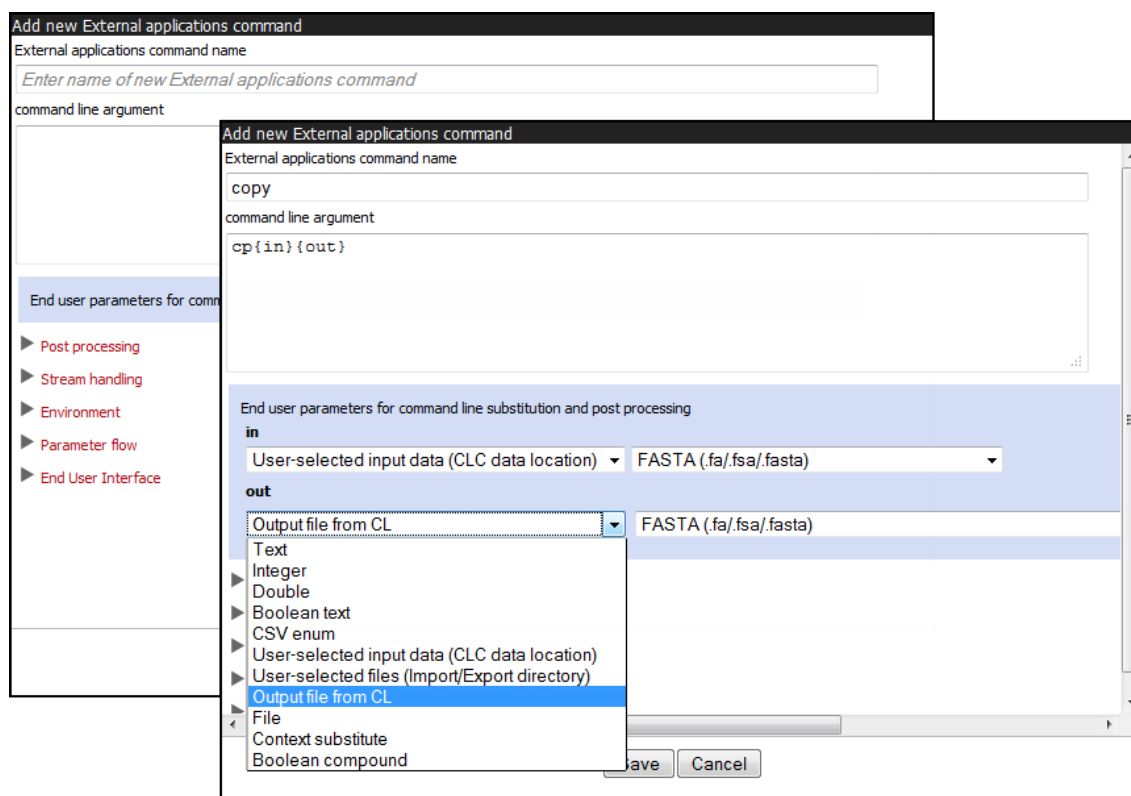 Add new External applications command
External applications command name
Enter name of new External applications command
command line argument
End user parameters for comm
Post processing
Stream handling
Environment
Parameter flow
End User Interface
Add new External applications command
External applications command name
copy
command line argument
cp{in}{out}
End user parameters for command line substitution and post processing
in
User-selected input data (CLC data location) FASTA (.fa/.fsa/.fasta)
out
Output file from CL FASTA (.fa/.fsa/.fasta)
Text
Integer
Double
Boolean text
CSV enum
User-selected input data (CLC data location)
User-selected files (Import/Export directory)
Output file from CL
File
Context substitute
Boolean compound
ave Cancel